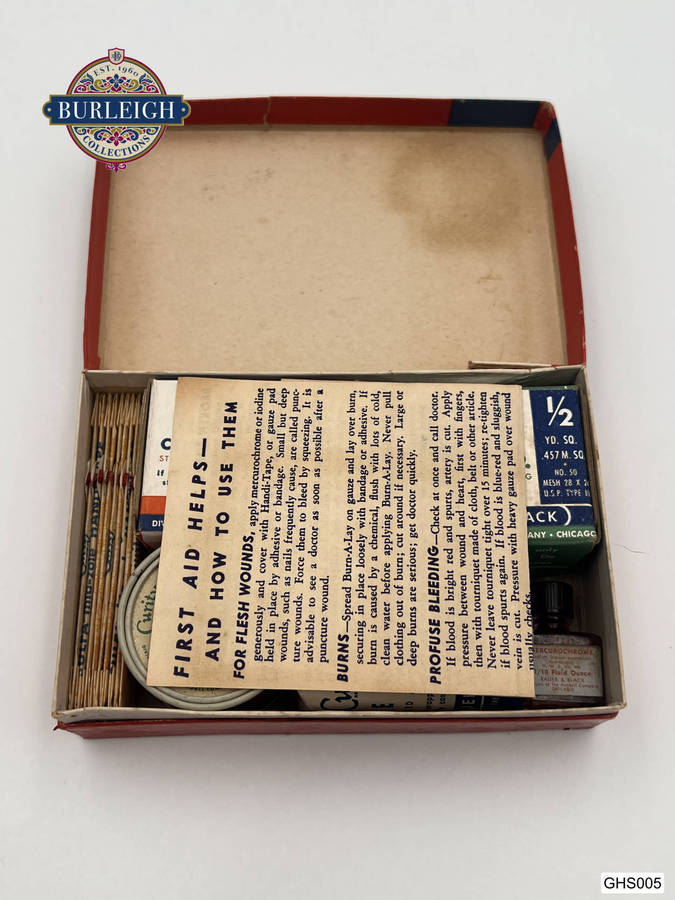 EST. 1960
BURLEIGH
COLLECTIONS
FIRST AID HELPS—
AND HOW TO USE THEM
FOR FLESH WOUNDS, apply mercurochrome or iodine
generously and cover with Handi-Tape, or gauze pad
held in place by adhesive or bandage. Small but deep
wounds, such as nails frequently cause, are called punc-
ture wounds. Force them to bleed by squeezing. It is
advisable to see a doctor as soon as possible after a
puncture wound.
BURNS—Spread Burn-A-Lay on gauze and lay over burn,
securing in place loosely with bandage or adhesive. If
burn is caused by a chemical, flush with lots of cold,
clean water before applying Burn-A-Lay. Never pull
clothing out of burn; cut around if necessary. Large or
deep burns are serious; get doctor quickly.
PROFUSE BLEEDING—Check at once and call doctor.
If blood is bright red and spurts, artery is cut. Apply
pressure between wound and heart, first with fingers,
then with tourniquet made of cloth, belt or other article.
Never leave tourniquet tight over 15 minutes; re-tighten
if blood spurts again. If blood is blue-red and sluggish,
vein is cut. Pressure with heavy gauze pad over wound
usually checks.
½
YD. SQ.
.457 M. SQ
NO. 50
MESH 28 X 2
U.S.P. TYPE I
ACK)
ANY • CHICAGO
Curity
MERCUROCHROME
1/18 Fluid Ounce
BAUER & BLACK
CHICAGO
GHS005